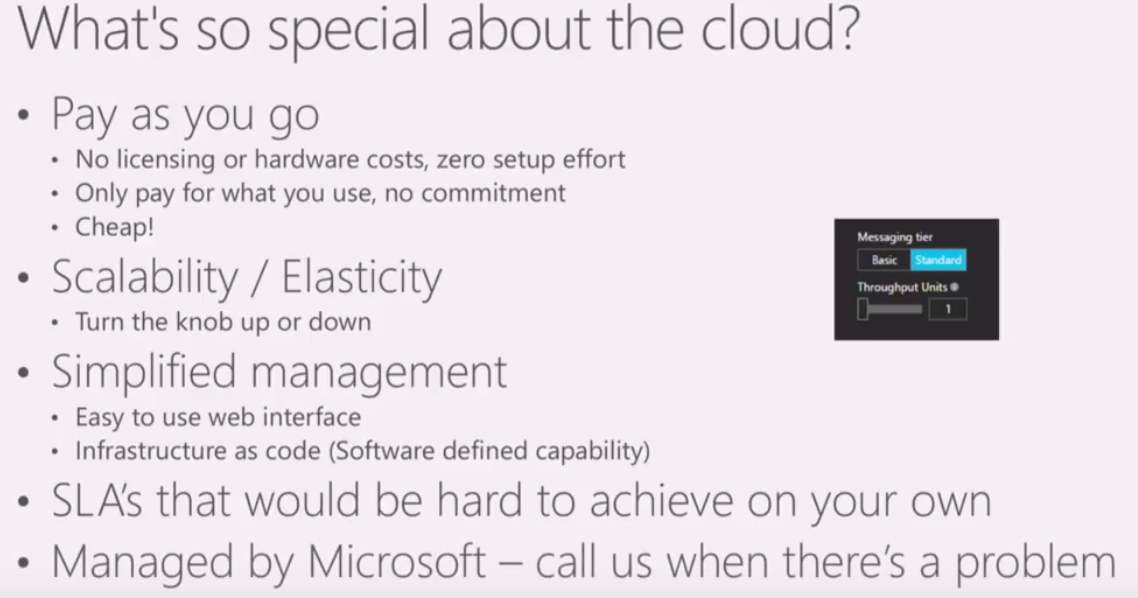 What's so special about the cloud?
• Pay as you go
• No licensing or hardware costs, zero setup effort
• Only pay for what you use, no commitment
• Cheap!
• Scalability / Elasticity
• Turn the knob up or down
• Simplified management
• Easy to use web interface
• Infrastructure as code (Software defined capability)
• SLA's that would be hard to achieve on your own
• Managed by Microsoft – call us when there's a problem
Messaging tier
Basic Standard
Throughput Units
1